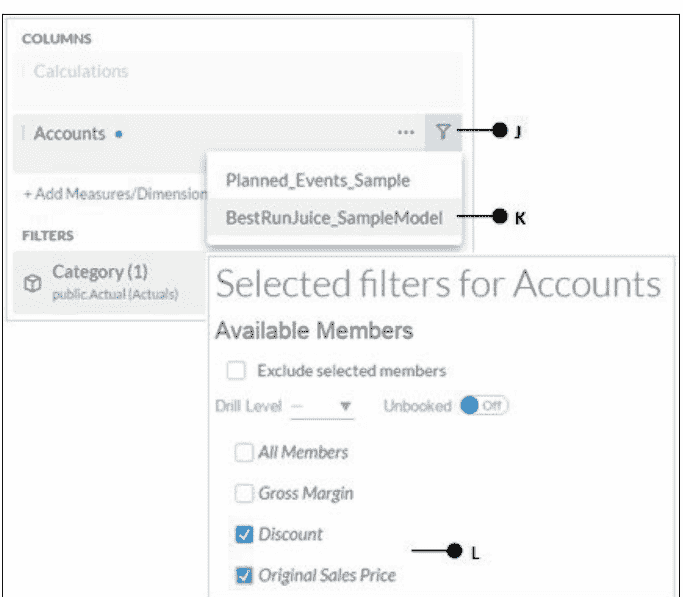 COLUMNS
Calculations
Accounts
J
Planned_Events_Sample
+ Add Measures/Dimension
BestRunJuice_SampleModel
K
FILTERS
Category (1)
public.Actual (Actuals)
Selected filters for Accounts
Available Members
Exclude selected members
Drill Level — Unbooked Off
All Members
Gross Margin
Discount
L
Original Sales Price